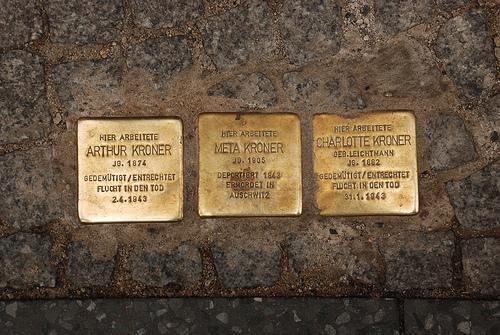 HIER ARBEITETE
ARTHUR KRONER
JG. 1874
GEDEMÜTIGT/ENTRECHTET
FLUCHT IN DEN TOD
2.4.1943
HIER ARBEITETE
META KRONER
JG. 1905
DEPORTIERT 1943
ERMORDET IN
AUSCHWITZ
HIER ARBEITETE
CHARLOTTE KRONER
GEB. LEICHTMANN
JG. 1882
GEDEMÜTIGT/ENTRECHTET
FLUCHT IN DEN TOD
31.1.1943